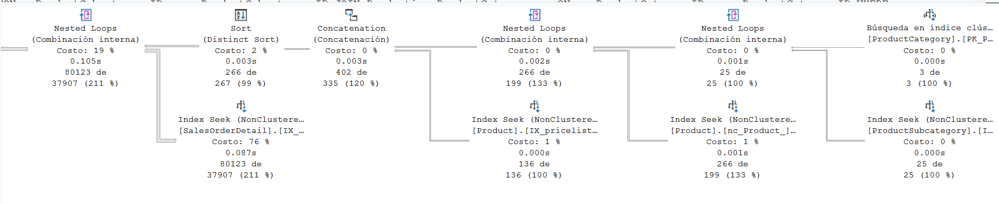 Nested Loops
(Combinación interna)
Costo: 19 %
0.105s
80123 de
37907 (211 %)
Sort
(Distinct Sort)
Costo: 2 %
0.003s
266 de
267 (99 %)
Concatenation
(Concatenación)
Costo: 0 %
0.003s
402 de
335 (120 %)
Nested Loops
(Combinación interna)
Costo: 0 %
0.002s
266 de
199 (133 %)
Nested Loops
(Combinación interna)
Costo: 0 %
0.001s
25 de
25 (100 %)
Búsqueda en índice clús…
[ProductCategory].[PK_P…
Costo: 0 %
0.000s
3 de
3 (100 %)
Index Seek (NonClustere…
[SalesOrderDetail].[IX_…
Costo: 76 %
0.087s
80123 de
37907 (211 %)
Index Seek (NonClustere…
[Product].[IX_pricelist…
Costo: 1 %
0.000s
136 de
136 (100 %)
Index Seek (NonClustere…
[Product].[nc_Product_]…
Costo: 1 %
0.001s
266 de
199 (133 %)
Index Seek (NonClustere…
[ProductSubcategory].[I…
Costo: 0 %
0.000s
25 de
25 (100 %)